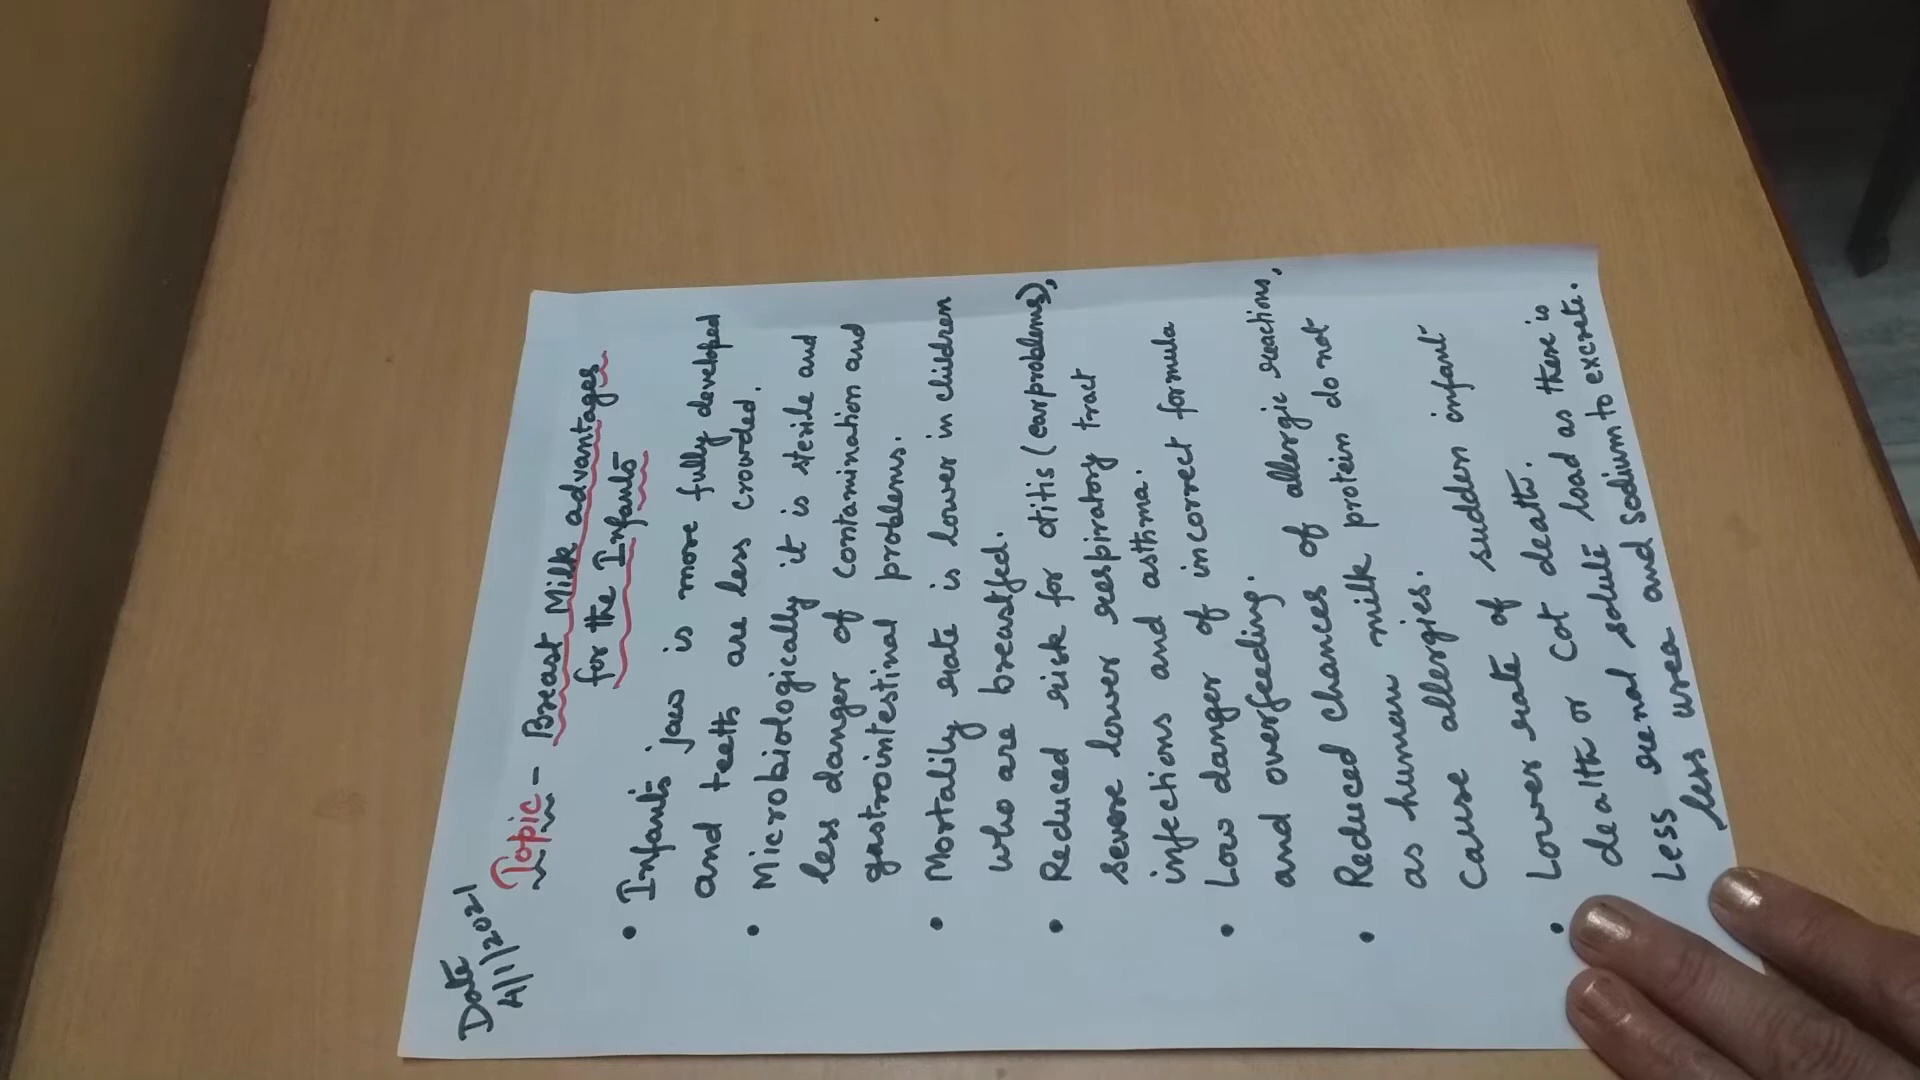 Date
4/1/2021
Topic - Breast Milk advantages
for the Infants
• Infants jaw is more fully developed
and teeth are less crowded.
• Microbiologically it is sterile and
less danger of contamination and
gastrointestinal problems.
• Mortality rate is lower in children
who are breastfed.
• Reduced risk for otitis (ear problems),
severe lower respiratory tract
infections and asthma.
• Low danger of incorrect formula
and overfeeding.
• Reduced chances of allergic reactions,
as human milk protein do not
cause allergies.
• Lower rate of sudden infant
death or cot death.
Less renal solute load as there is
less urea and sodium to excrete.